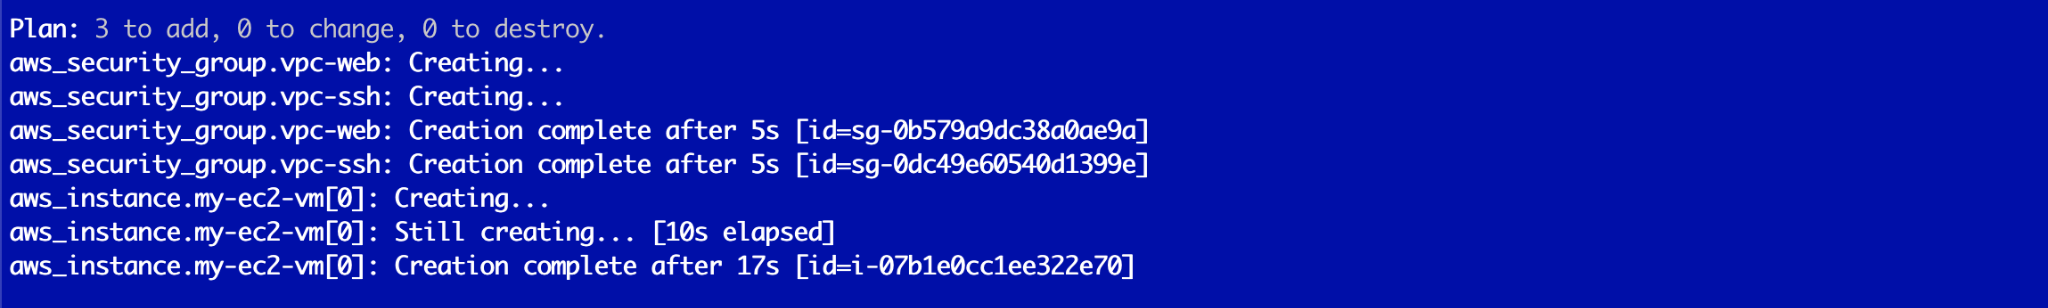 Plan: 3 to add, 0 to change, 0 to destroy.
aws_security_group.vpc-web: Creating...
aws_security_group.vpc-ssh: Creating...
aws_security_group.vpc-web: Creation complete after 5s [id=sg-0b579a9dc38a0ae9a]
aws_security_group.vpc-ssh: Creation complete after 5s [id=sg-0dc49e60540d1399e]
aws_instance.my-ec2-vm[0]: Creating...
aws_instance.my-ec2-vm[0]: Still creating... [10s elapsed]
aws_instance.my-ec2-vm[0]: Creation complete after 17s [id=i-07b1e0cc1ee322e70]